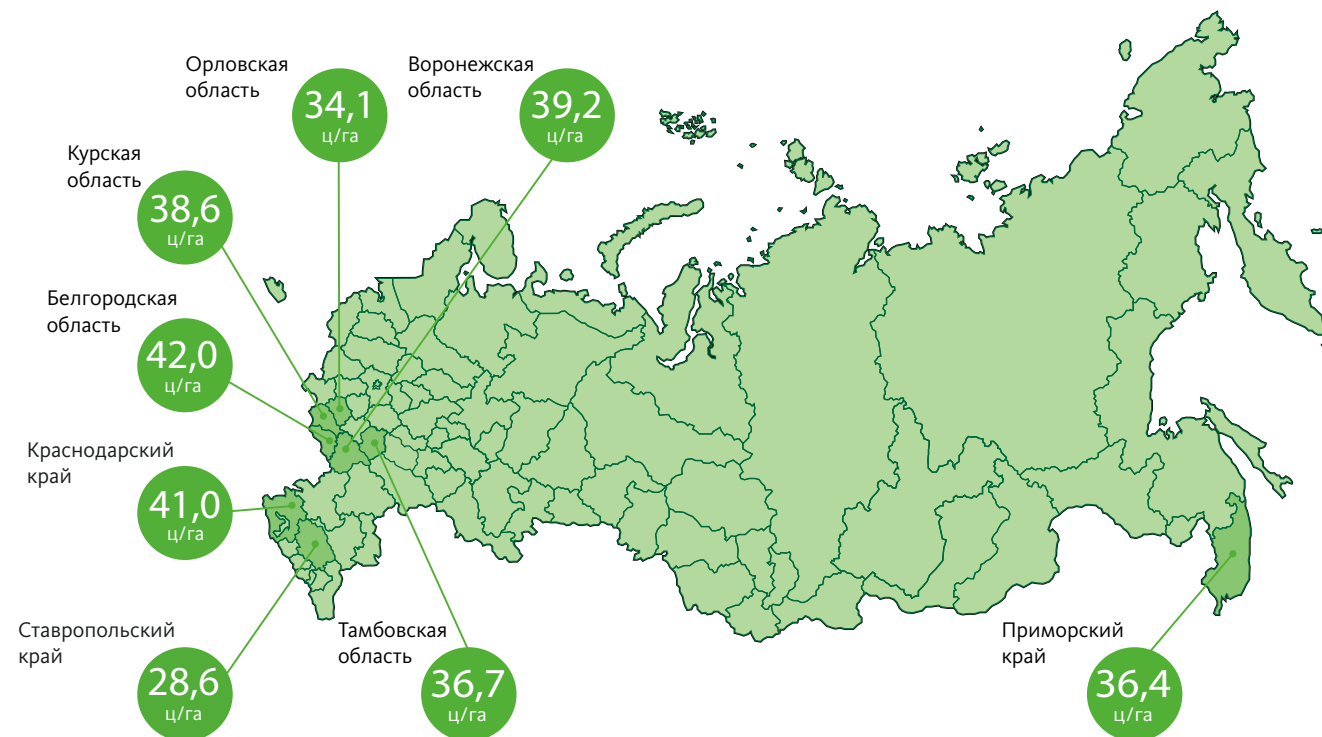 Орловская
область
34,1
ц/га
Воронежская
область
39,2
ц/га
Курская
область
38,6
ц/га
Белгородская
область
42,0
ц/га
Краснодарский
край
41,0
ц/га
Ставропольский
край
28,6
ц/га
Тамбовская
область
36,7
ц/га
Приморский
край
36,4
ц/га